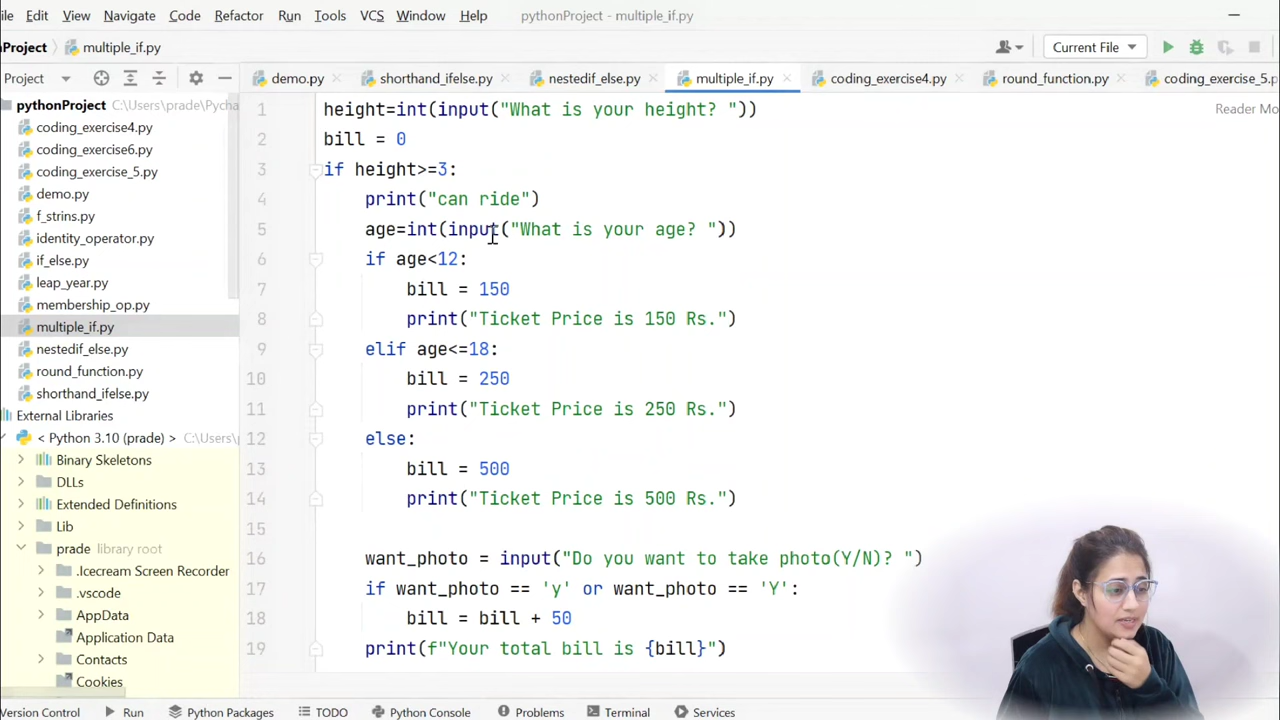 ile Edit View Navigate Code Refactor Run Tools VCS Window Help pythonProject - multiple_if.py
nProject multiple_if.py Current File
Project demo.py shorthand_ifelse.py nestedif_else.py multiple_if.py coding_exercise4.py round_function.py coding_exercise_5.p
pythonProject C:\Users\prade\Pycha
coding_exercise4.py
coding_exercise6.py
coding_exercise_5.py
demo.py
f_strins.py
identity_operator.py
if_else.py
leap_year.py
membership_op.py
multiple_if.py
nestedif_else.py
round_function.py
shorthand_ifelse.py
External Libraries
< Python 3.10 (prade) > C:\Users\p
Binary Skeletons
DLLs
Extended Definitions
Lib
prade library root
.Icecream Screen Recorder
.vscode
AppData
Application Data
Contacts
Cookies
Reader Mo
1 height=int(input("What is your height? "))
2 bill = 0
3 if height>=3:
4 print("can ride")
5 age=int(input("What is your age? "))
6 if age<12:
7 bill = 150
8 print("Ticket Price is 150 Rs.")
9 elif age<=18:
10 bill = 250
11 print("Ticket Price is 250 Rs.")
12 else:
13 bill = 500
14 print("Ticket Price is 500 Rs.")
15
16 want_photo = input("Do you want to take photo(Y/N)? ")
17 if want_photo == 'y' or want_photo == 'Y':
18 bill = bill + 50
19 print(f"Your total bill is {bill}")
Version Control Run Python Packages TODO Python Console Problems Terminal Services